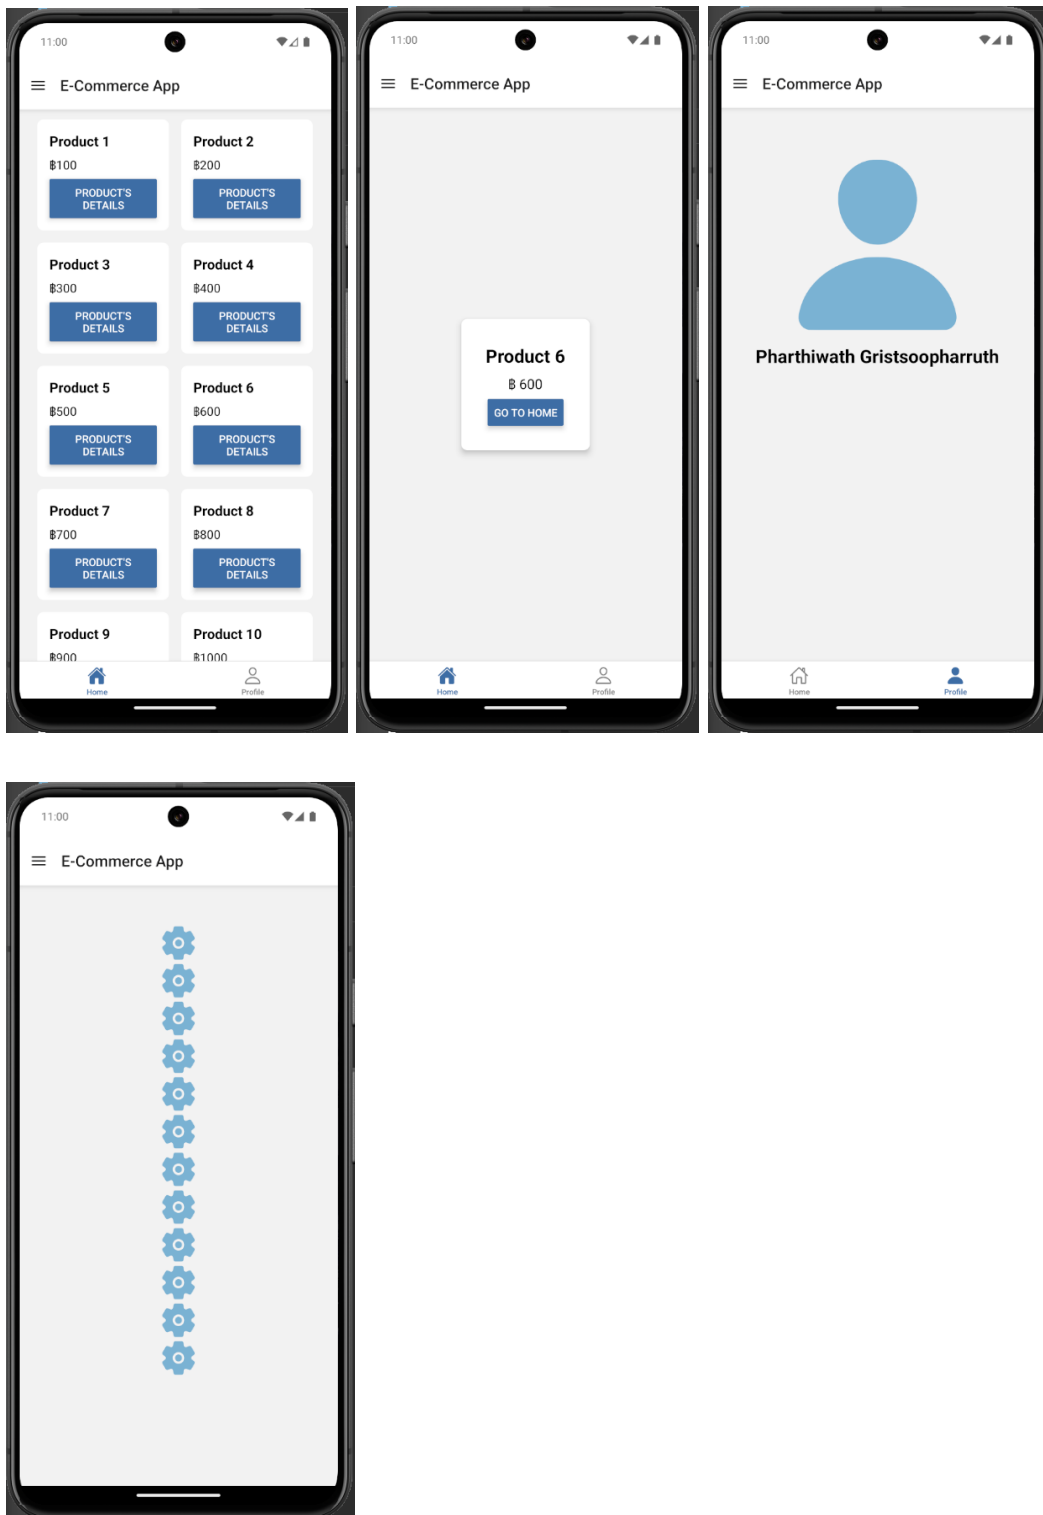 11:00
E-Commerce App
Product 1
฿100
PRODUCT'S
DETAILS
Product 2
฿200
PRODUCT'S
DETAILS
Product 3
฿300
PRODUCT'S
DETAILS
Product 4
฿400
PRODUCT'S
DETAILS
Product 5
฿500
PRODUCT'S
DETAILS
Product 6
฿600
PRODUCT'S
DETAILS
Product 7
฿700
PRODUCT'S
DETAILS
Product 8
฿800
PRODUCT'S
DETAILS
Product 9
฿900
Product 10
฿1000
Home
Profile
11:00
E-Commerce App
Product 6
฿ 600
GO TO HOME
Home
Profile
11:00
E-Commerce App
Pharthiwath Gristsoopharruth
Home
Profile
11:00
E-Commerce App